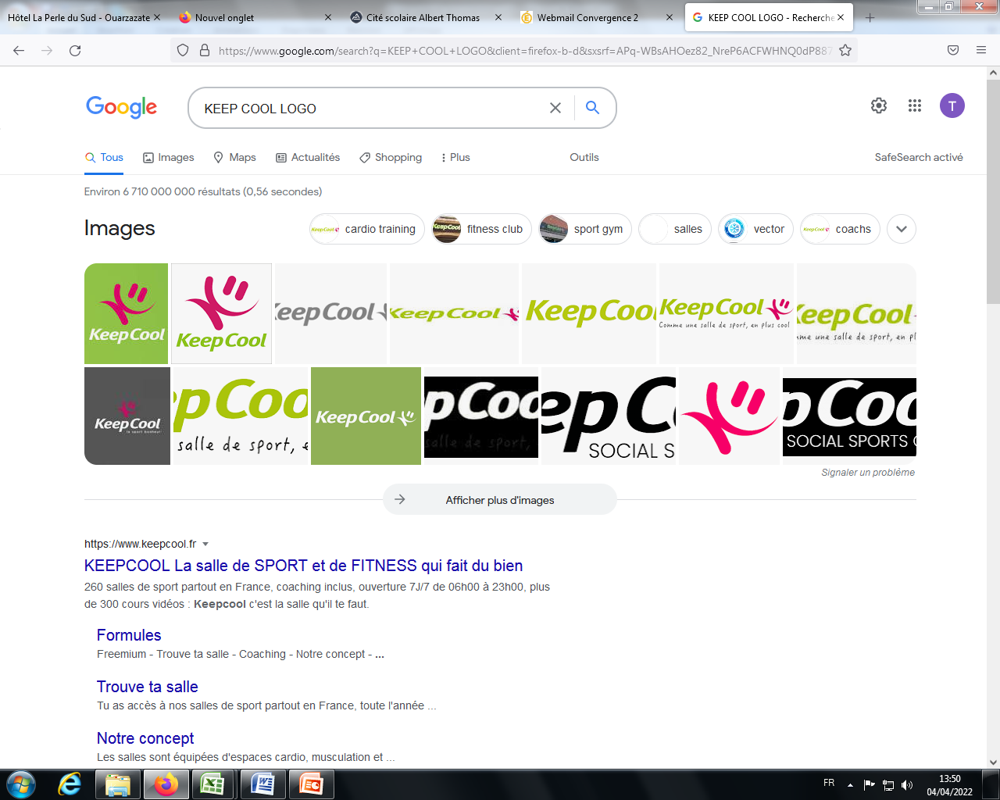 Hôtel La Perle du Sud - Ouarzazate
Nouvel onglet
Cité scolaire Albert Thomas
Webmail Convergence 2
KEEP COOL LOGO - Recherche
https://www.google.com/search?q=KEEP+COOL+LOGO&client=firefox-b-d&sxsrf=APq-WBsAHOez82_NreP6ACFWHNQ0dP887
Google
KEEP COOL LOGO
T
Tous
Images
Maps
Actualités
Shopping
Plus
Outils
SafeSearch activé
Environ 6 710 000 000 résultats (0,56 secondes)
Images
KeepCool
cardio training
KeepCool
fitness club
sport gym
salles
vector
KeepCool
coachs
KeepCool
KeepCool
KeepCool
KeepCool
KeepCool
KeepCool
Comme une salle de sport, en plus cool
KeepCool
me une salle de sport, en pl
KeepCool
le sport bonheur
ep Coo
salle de sport, e
KeepCool
pCoo
salle de sport,
epCo
SOCIAL S
pCoo
SOCIAL SPORTS
Signaler un problème
Afficher plus d'images
https://www.keepcool.fr
KEEPCOOL La salle de SPORT et de FITNESS qui fait du bien
260 salles de sport partout en France, coaching inclus, ouverture 7J/7 de 06h00 à 23h00, plus
de 300 cours vidéos : Keepcool c'est la salle qu'il te faut.
Formules
Freemium - Trouve ta salle - Coaching - Notre concept - ...
Trouve ta salle
Tu as accès à nos salles de sport partout en France, toute l'année ...
Notre concept
Les salles sont équipées d'espaces cardio, musculation et ...
FR
13:50
04/04/2022